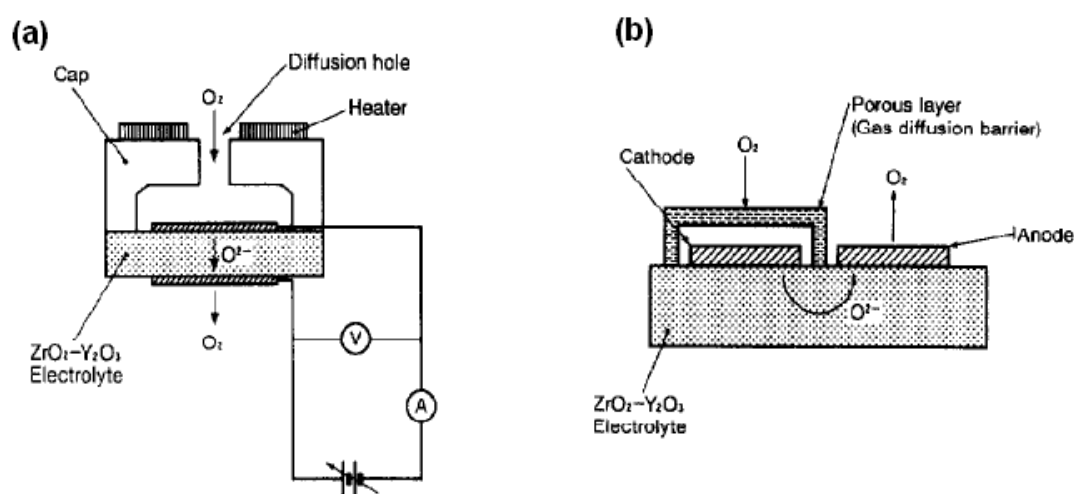 (a)
Cap
O₂
Diffusion hole
Heater
O²⁻
O₂
ZrO₂-Y₂O₃
Electrolyte
V
A
(b)
Porous layer
(Gas diffusion barrier)
Cathode
O₂
O₂
Anode
O²⁻
ZrO₂-Y₂O₃
Electrolyte